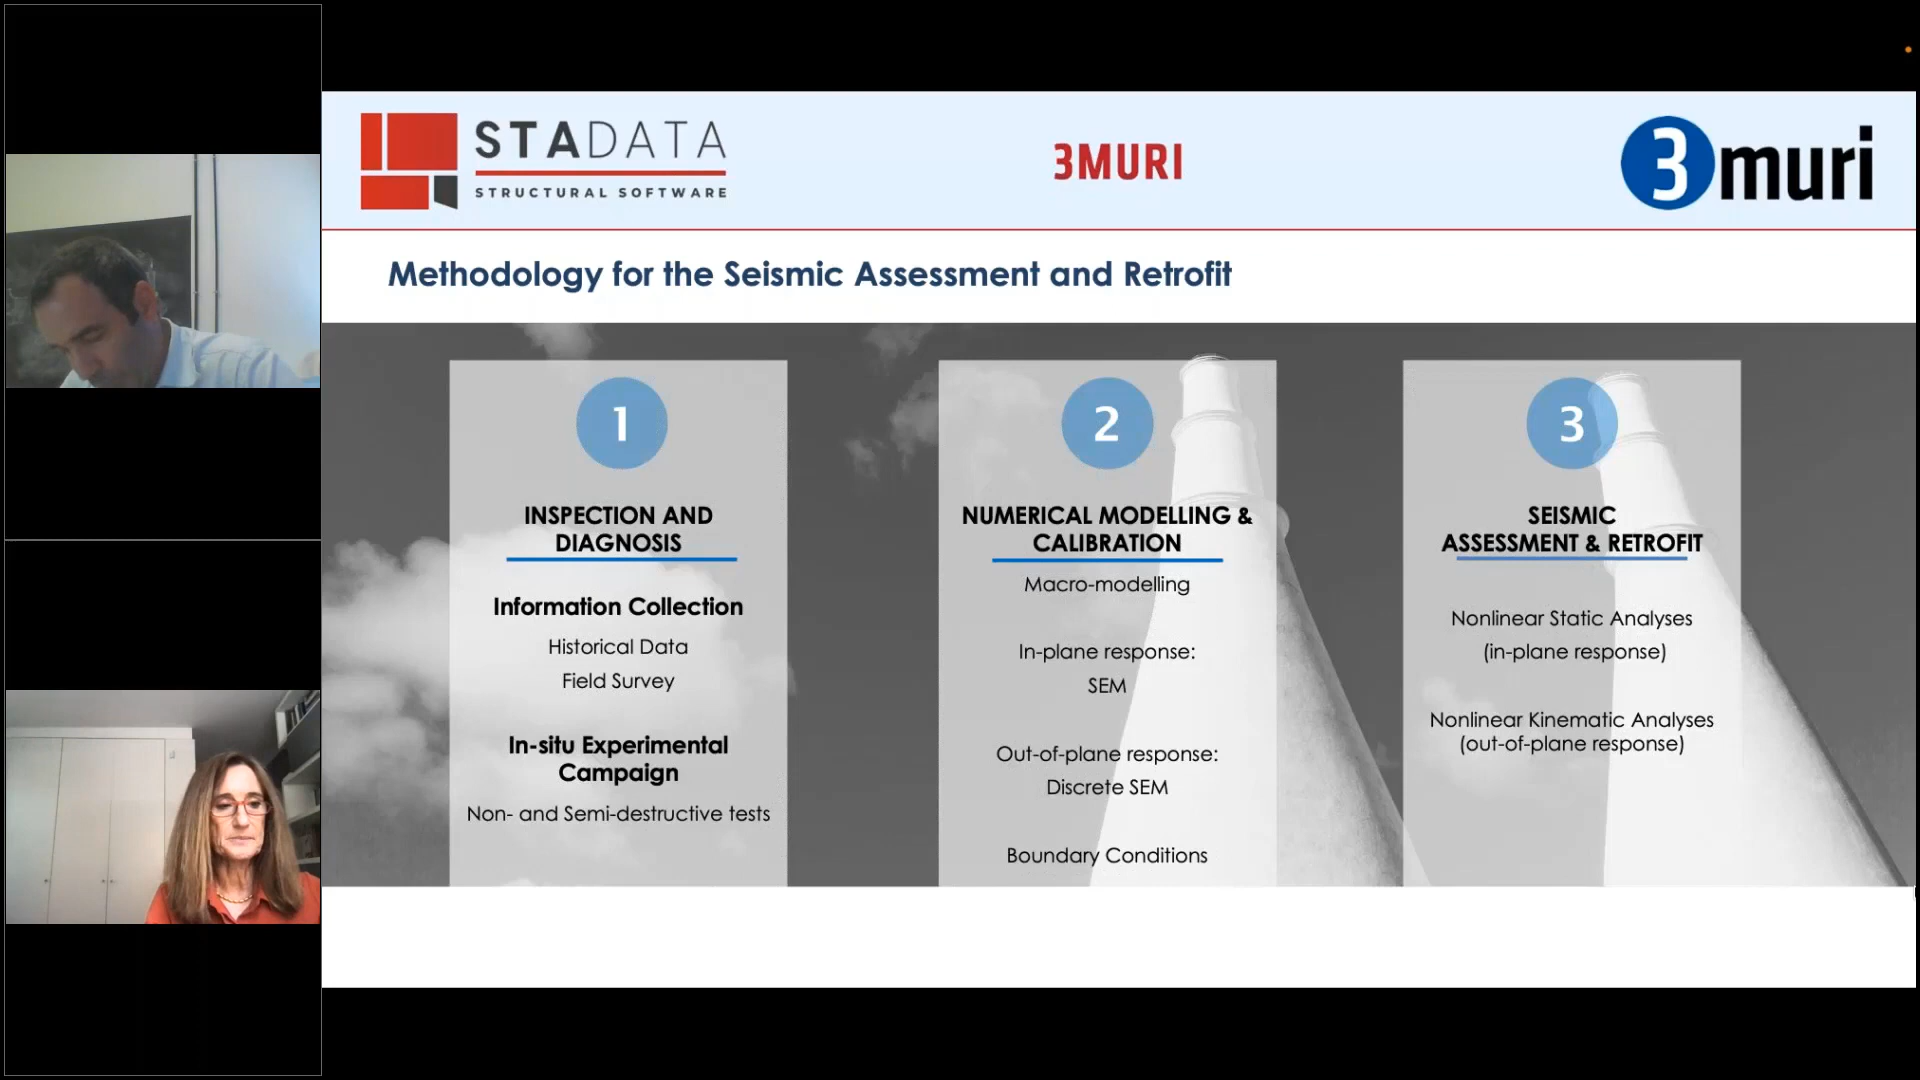 STADATA
STRUCTURAL SOFTWARE
3MURI
3muri
Methodology for the Seismic Assessment and Retrofit
1
INSPECTION AND
DIAGNOSIS
Information Collection
Historical Data
Field Survey
In-situ Experimental
Campaign
Non- and Semi-destructive tests
2
NUMERICAL MODELLING &
CALIBRATION
Macro-modelling
In-plane response:
SEM
Out-of-plane response:
Discrete SEM
Boundary Conditions
3
SEISMIC
ASSESSMENT & RETROFIT
Nonlinear Static Analyses
(in-plane response)
Nonlinear Kinematic Analyses
(out-of-plane response)